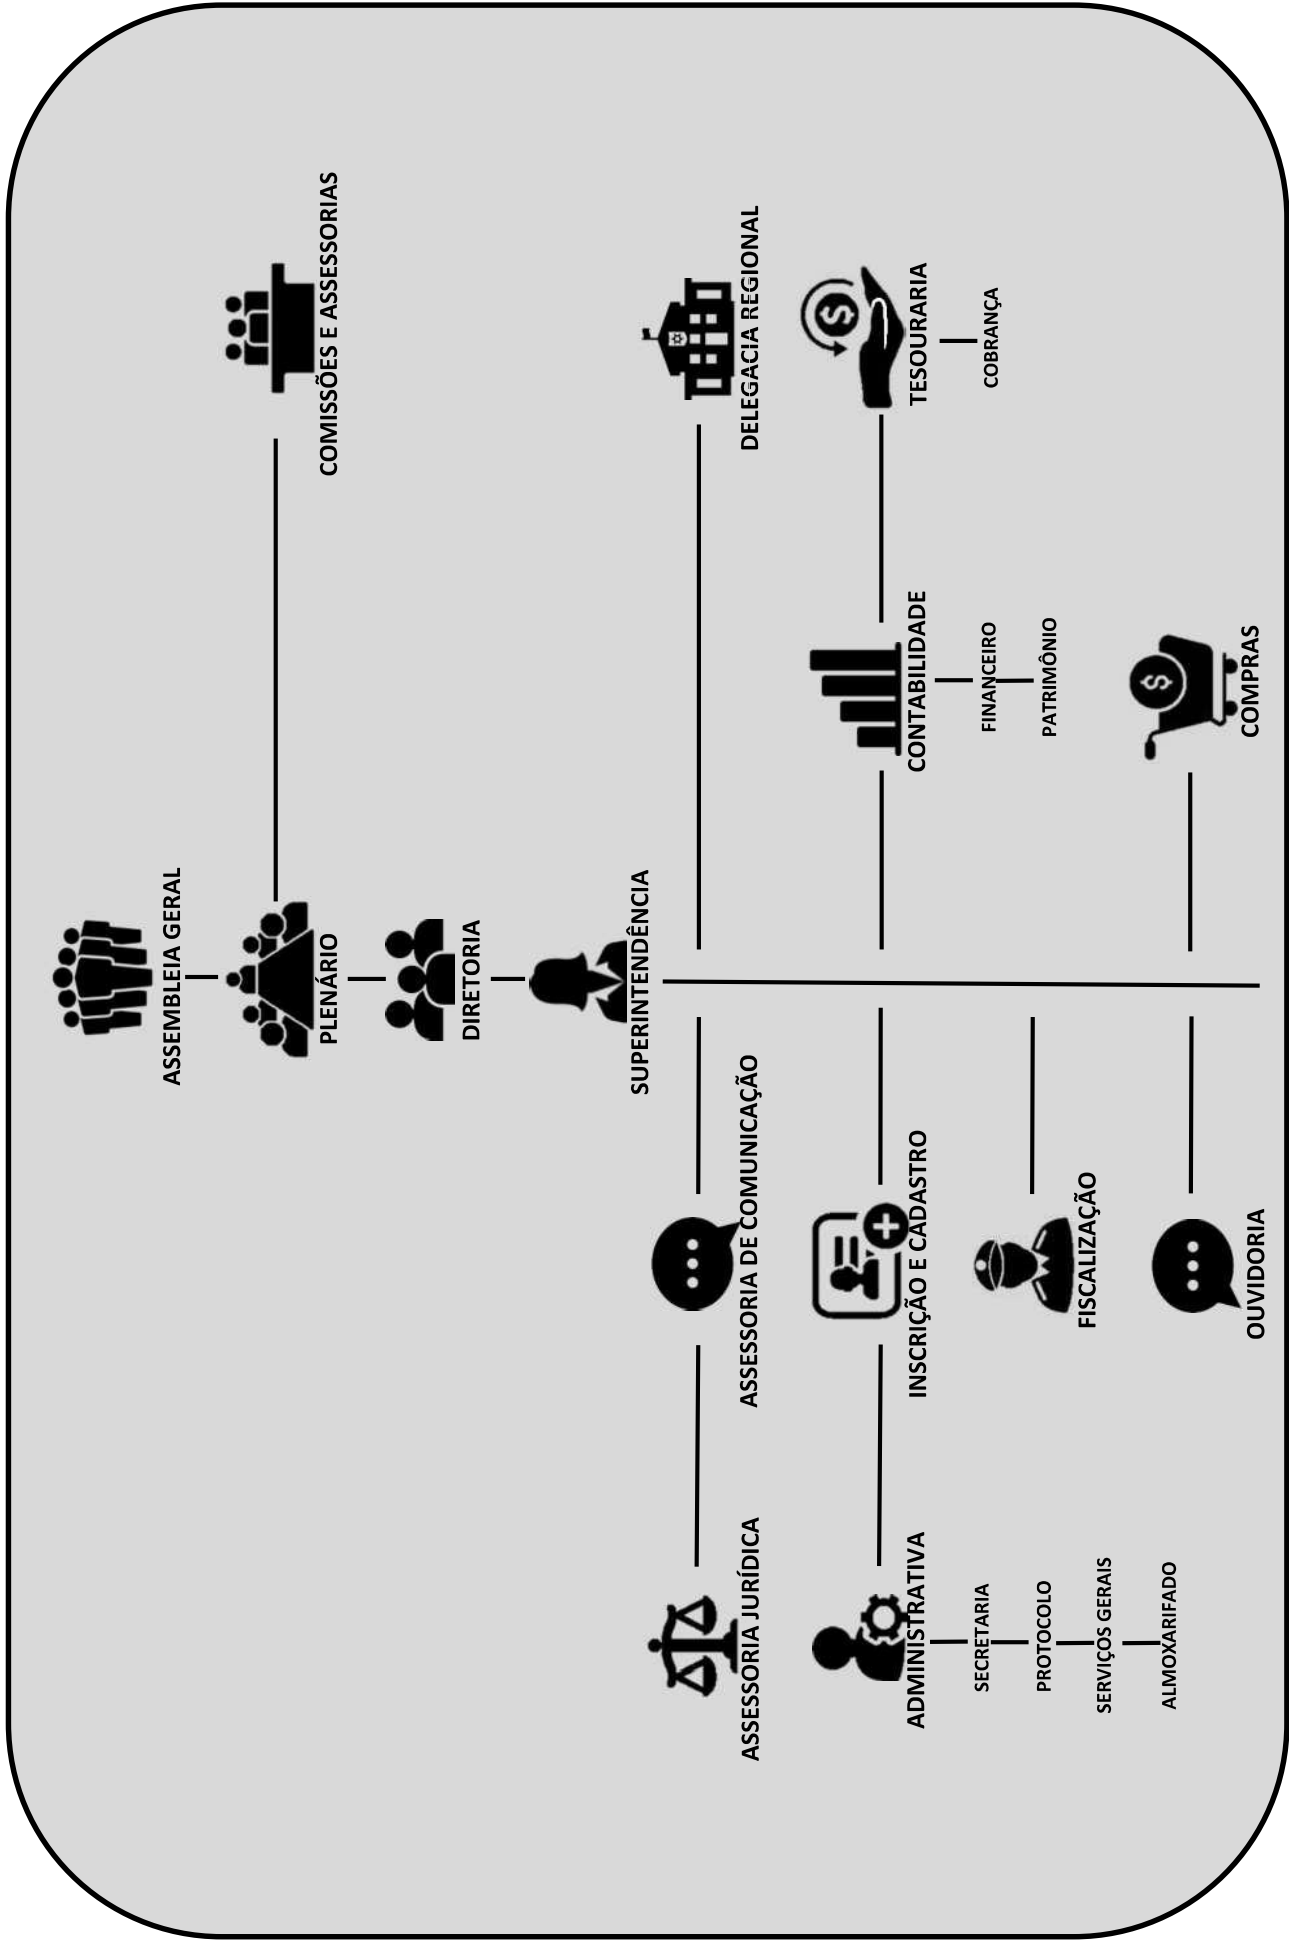 ASSEMBLEIA GERAL
PLENÁRIO
COMISSÕES E ASSESSORIAS
DIRETORIA
SUPERINTENDÊNCIA
ASSESSORIA JURÍDICA
ASSESSORIA DE COMUNICAÇÃO
DELEGACIA REGIONAL
ADMINISTRATIVA
INSCRIÇÃO E CADASTRO
CONTABILIDADE
TESOURARIA
SECRETARIA
PROTOCOLO
SERVIÇOS GERAIS
ALMOXARIFADO
FINANCEIRO
PATRIMÔNIO
COBRANÇA
FISCALIZAÇÃO
OUVIDORIA
COMPRAS